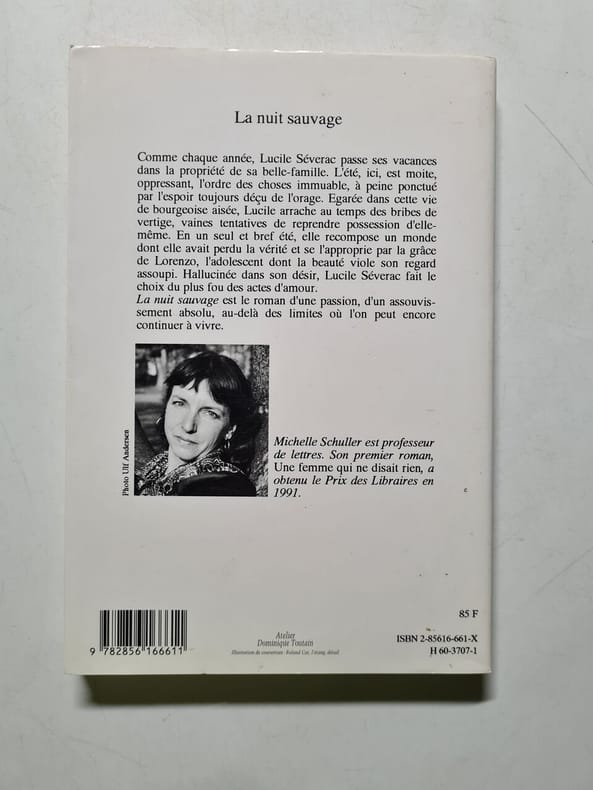 La nuit sauvage
Comme chaque année, Lucile Séverac passe ses vacances
dans la propriété de sa belle-famille. L'été, ici, est moite,
oppressant, l'ordre des choses immuable, à peine ponctué
par l'espoir toujours déçu de l'orage. Egarée dans cette vie
de bourgeoise aisée, Lucile arrache au temps des bribes de
vertige, vaines tentatives de reprendre possession d'elle-
même. En un seul et bref été, elle recompose un monde
dont elle avait perdu la vérité et se l'approprie par la grâce
de Lorenzo, l'adolescent dont la beauté viole son regard
assoupi. Hallucinée dans son désir, Lucile Séverac fait le
choix du plus fou des actes d'amour.
La nuit sauvage est le roman d'une passion, d'un assouvis-
sement absolu, au-delà des limites où l'on peut encore
continuer à vivre.
Photo Ulf Andersen
Michelle Schuller est professeur
de lettres. Son premier roman,
Une femme qui ne disait rien, a
obtenu le Prix des Libraires en
1991.
85 F
Atelier
Dominique Toutain
Illustration de couverture : Roland Cat, l'étang, détail
ISBN 2-85616-661-X
H 60-3707-1
9 782856 166611